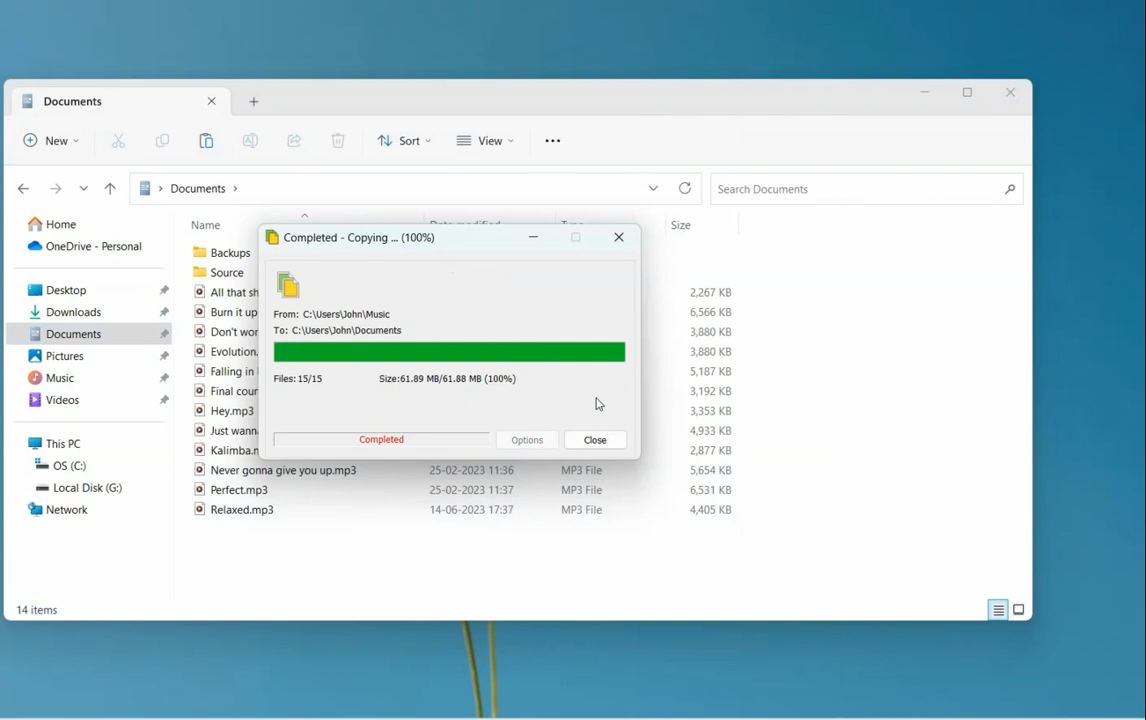 Documents
New
Sort
View
Documents
Search Documents
Name
Size
Home
OneDrive - Personal
Desktop
Downloads
Documents
Pictures
Music
Videos
This PC
OS (C:)
Local Disk (G:)
Network
Backups
Source
All that sh
2,267 KB
Burn it up
6,566 KB
Don't wor
3,880 KB
Evolution.
3,880 KB
Falling in
5,187 KB
Final cour
3,192 KB
Hey.mp3
3,353 KB
Just wann
4,933 KB
Kalimba.
2,877 KB
Never gonna give you up.mp3 25-02-2023 11:36 MP3 File 5,654 KB
Perfect.mp3 25-02-2023 11:37 MP3 File 6,531 KB
Relaxed.mp3 14-06-2023 17:37 MP3 File 4,405 KB
Completed - Copying ... (100%)
From: C:\Users\John\Music
To: C:\Users\John\Documents
Files: 15/15 Size:61.89 MB/61.88 MB (100%)
Completed
Options
Close
14 items